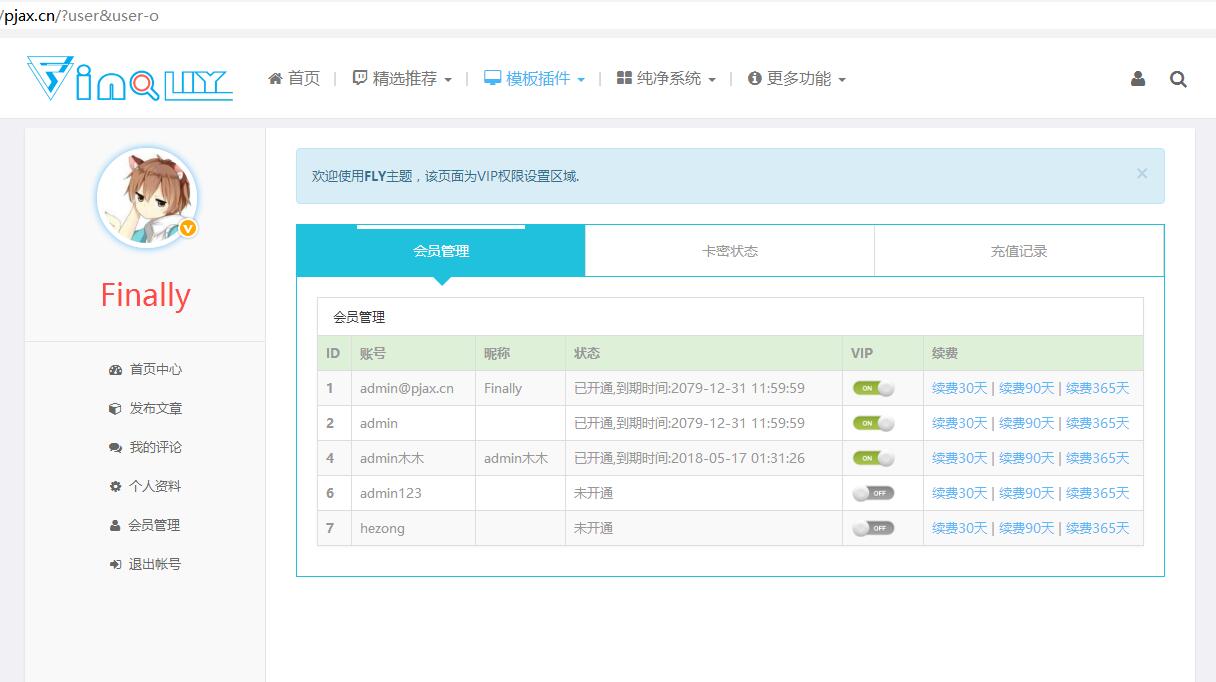 /pjax.cn/?user&user-o
首页 | 精选推荐 | 模板插件 | 纯净系统 | 更多功能
欢迎使用FLY主题，该页面为VIP权限设置区域.
×
V
Finally
首页中心
发布文章
我的评论
个人资料
会员管理
退出帐号
会员管理 卡密状态 充值记录
会员管理
ID 账号 昵称 状态 VIP 续费
1 admin@pjax.cn Finally 已开通,到期时间:2079-12-31 11:59:59 ON 续费30天 | 续费90天 | 续费365天
2 admin 已开通,到期时间:2079-12-31 11:59:59 ON 续费30天 | 续费90天 | 续费365天
4 admin木木 admin木木 已开通,到期时间:2018-05-17 01:31:26 ON 续费30天 | 续费90天 | 续费365天
6 admin123 未开通 OFF 续费30天 | 续费90天 | 续费365天
7 hezong 未开通 OFF 续费30天 | 续费90天 | 续费365天